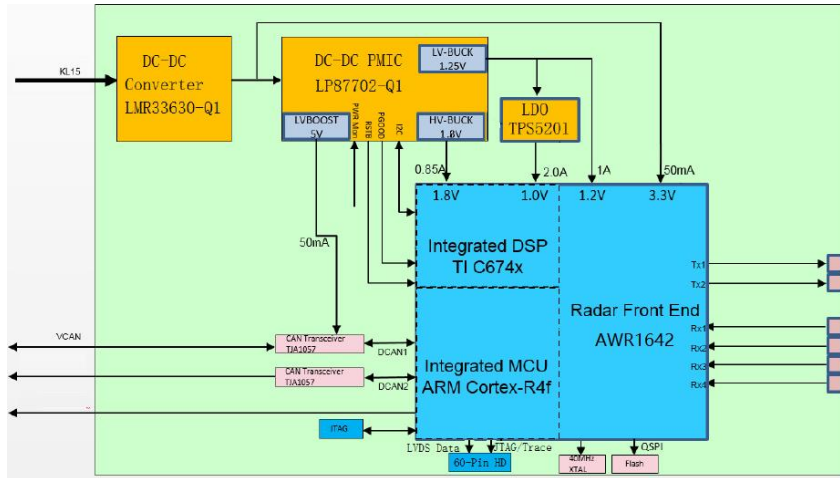 KL15
DC-DC
Converter
LMR33630-Q1
DC-DC PMIC
LP87702-Q1
LV-BUCK
1.25V
LVBOOST
5V
PWR Mon
RSTB
PGOOD
I2C
HV-BUCK
1.8V
LDO
TPS5201
0.85A
2.0A
1A
50mA
1.8V
1.0V
1.2V
3.3V
50mA
Integrated DSP
TI C674x
Radar Front End
AWR1642
Tx1
Tx2
Rx1
Rx2
Rx3
Rx4
VCAN
CAN Transceiver
TJA1057
DCAN1
CAN Transceiver
TJA1057
DCAN2
Integrated MCU
ARM Cortex-R4f
JTAG
LVDS Data
JTAG/Trace
60-Pin HD
40MHz
XTAL
QSPI
Flash